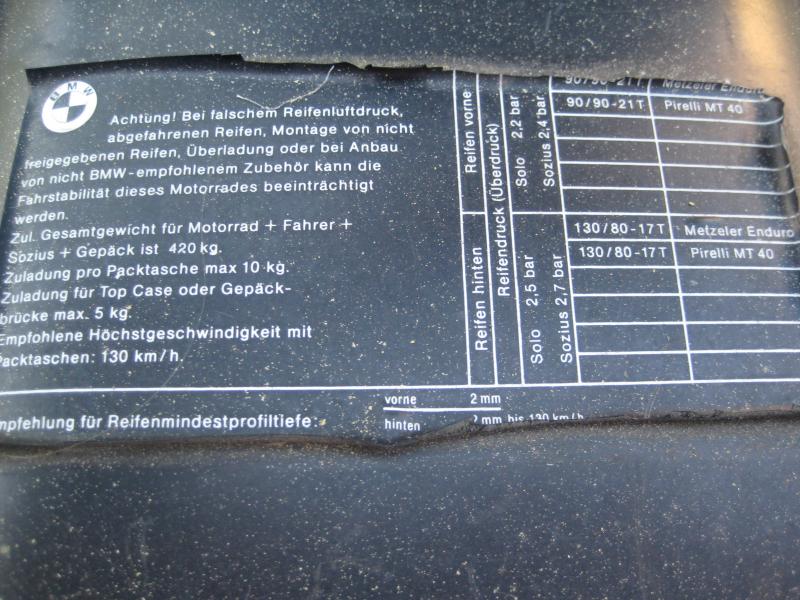 BMW
Achtung! Bei falschem Reifenluftdruck,
abgefahrenen Reifen, Montage von nicht
freigegebenen Reifen, Überladung oder bei Anbau
von nicht BMW-empfohlenem Zubehör kann die
Fahrstabilität dieses Motorrades beeinträchtigt
werden.
Zul. Gesamtgewicht für Motorrad + Fahrer +
Sozius + Gepäck ist 420 kg.
Zuladung pro Packtasche max 10 kg.
Zuladung für Top Case oder Gepäck-
brücke max. 5 kg.
Empfohlene Höchstgeschwindigkeit mit
Packtaschen: 130 km/h.
Reifen vorne
Reifen hinten
Reifendruck (Überdruck)
Solo 2,2 bar
Sozius 2,4 bar
Solo 2,5 bar
Sozius 2,7 bar
90/90-21T Metzeler Enduro
90/90-21T Pirelli MT 40
130/80-17T Metzeler Enduro
130/80-17T Pirelli MT 40
mpfehlung für Reifenmindestprofiltiefe:
vorne 2 mm
hinten 2 mm bis 130 km/h